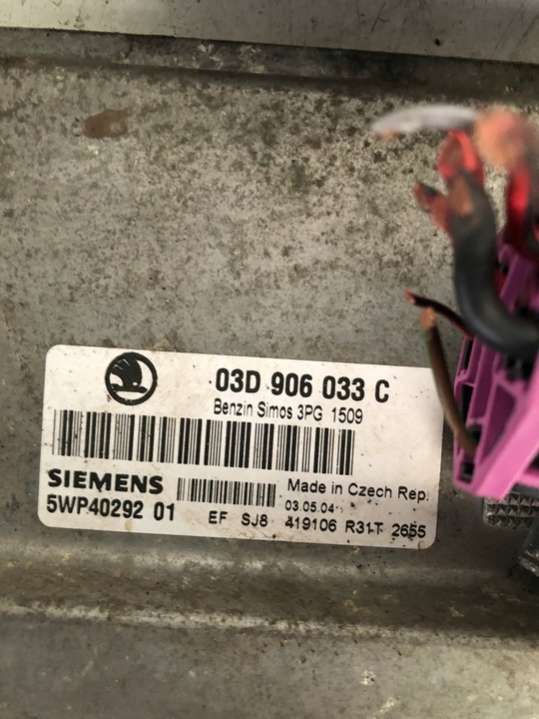 03D 906 033 C
Benzin Simos 3PG 1509
SIEMENS
Made in Czech Rep.
5WP40292 01
03.05.04
EF SJ8 419106 R31T 2655